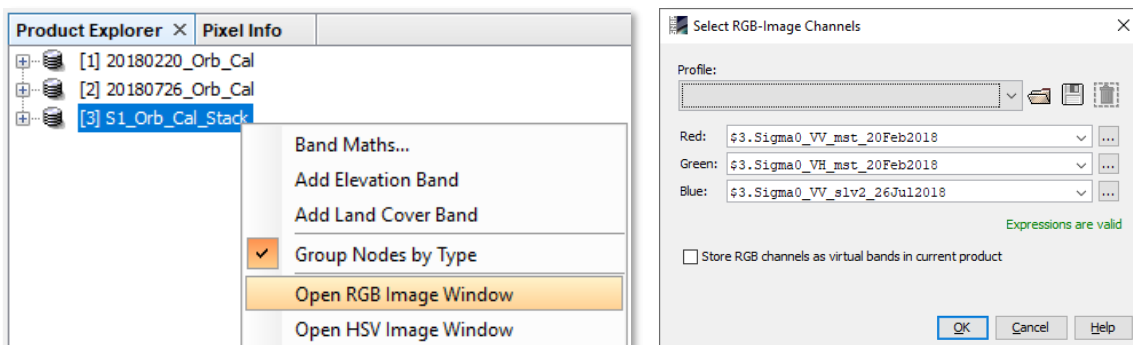 Product Explorer × Pixel Info
[1] 20180220_Orb_Cal
[2] 20180726_Orb_Cal
[3] S1_Orb_Cal_Stack
Band Maths...
Add Elevation Band
Add Land Cover Band
Group Nodes by Type
Open RGB Image Window
Open HSV Image Window
Select RGB-Image Channels
Profile:
Red: $3.Sigma0_VV_mst_20Feb2018 ...
Green: $3.Sigma0_VH_mst_20Feb2018 ...
Blue: $3.Sigma0_VV_slv2_26Jul2018 ...
Expressions are valid
Store RGB channels as virtual bands in current product
OK Cancel Help